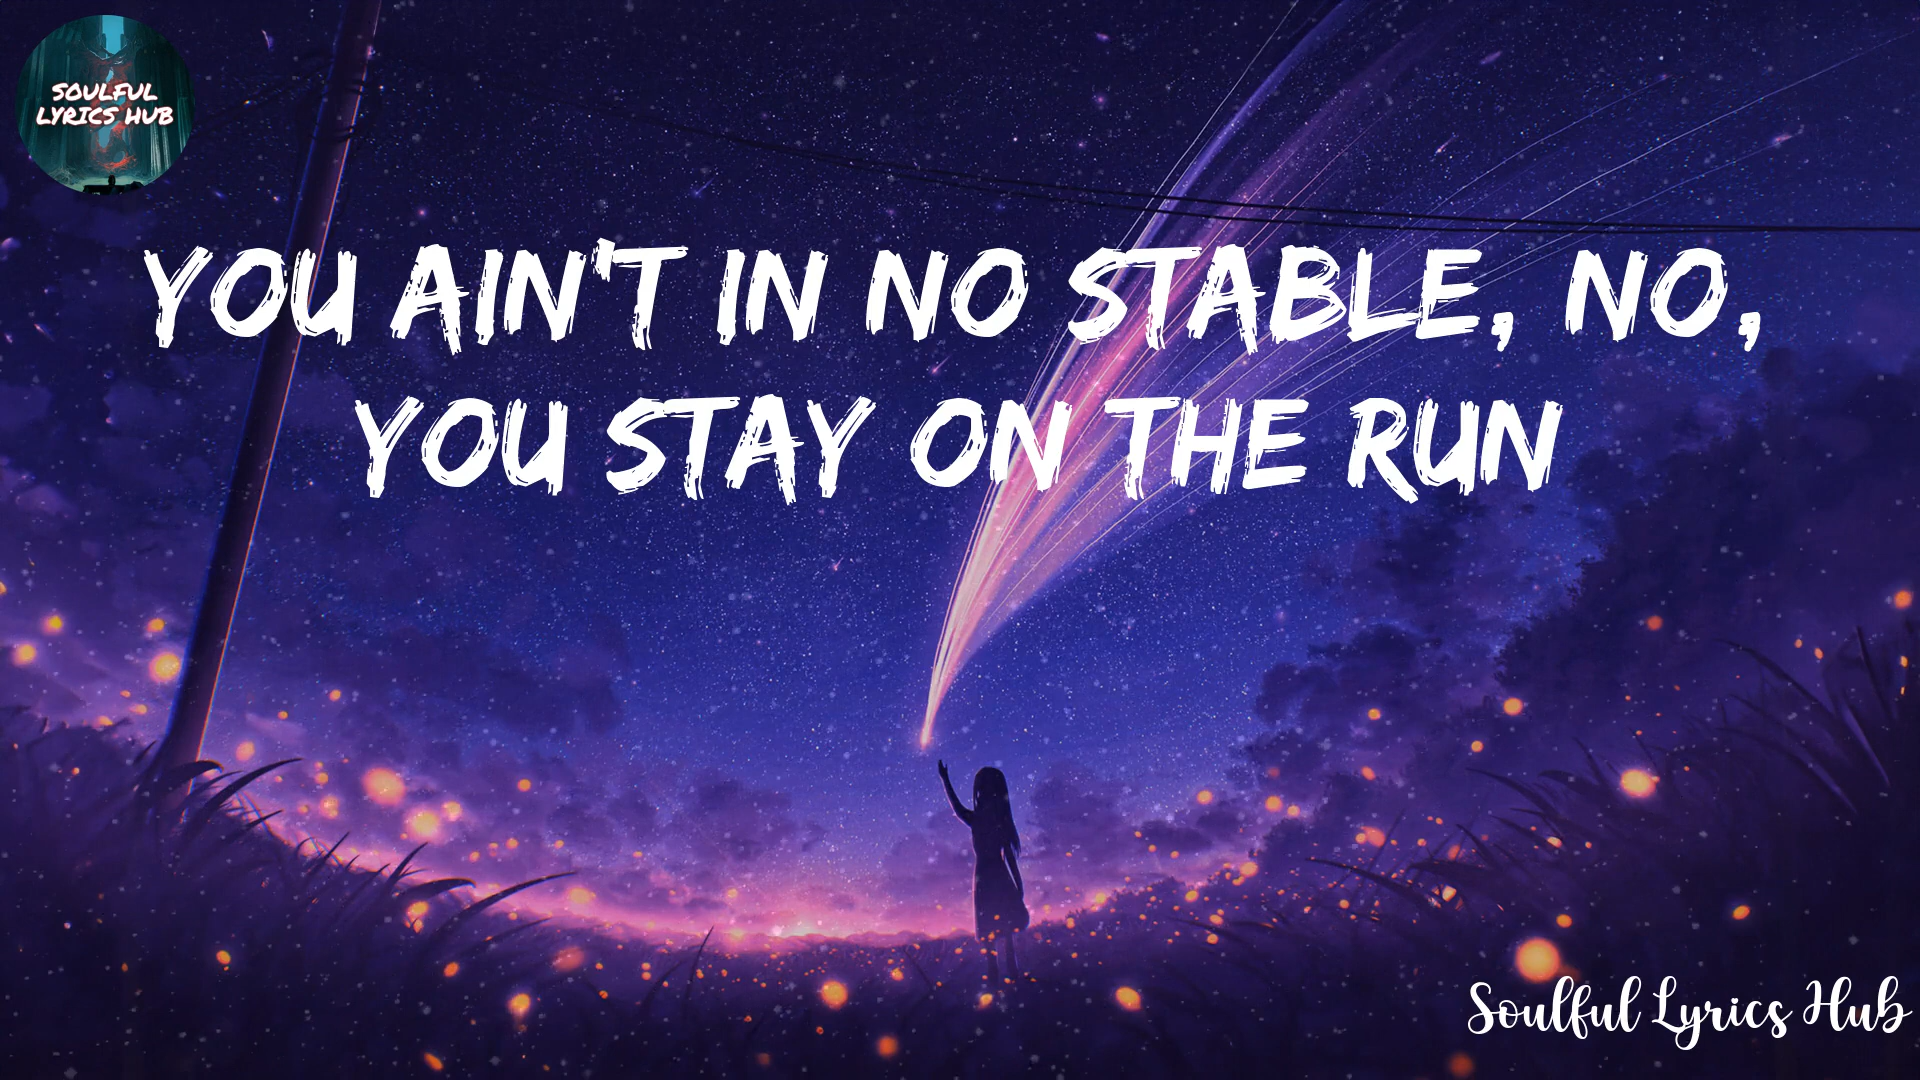 SOULFUL
LYRICS HUB
YOU AIN'T IN NO STABLE, NO,
YOU STAY ON THE RUN
Soulful Lyrics Hub